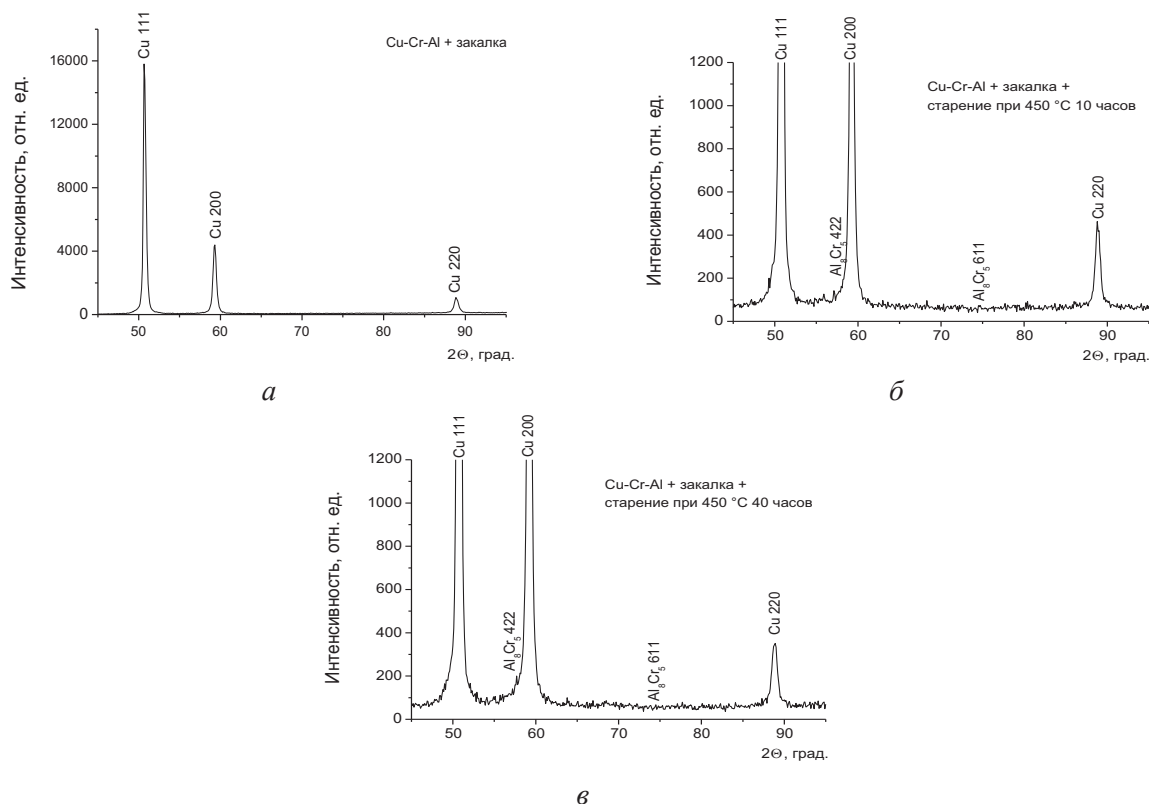 Cu-Cr-Al + закалка
Интенсивность, отн. ед.
16000
12000
8000
4000
0
Cu 111
Cu 200
Cu 220
50 60 70 80 90
2Θ, град.
а
Cu-Cr-Al + закалка +
старение при 450 °С 10 часов
Интенсивность, отн. ед.
1200
1000
800
600
400
200
0
Cu 111
Al8Cr5 422
Cu 200
Al8Cr5 611
Cu 220
50 60 70 80 90
2Θ, град.
б
Cu-Cr-Al + закалка +
старение при 450 °С 40 часов
Интенсивность, отн. ед.
1200
1000
800
600
400
200
0
Cu 111
Al8Cr5 422
Cu 200
Al8Cr5 611
Cu 220
50 60 70 80 90
2Θ, град.
в